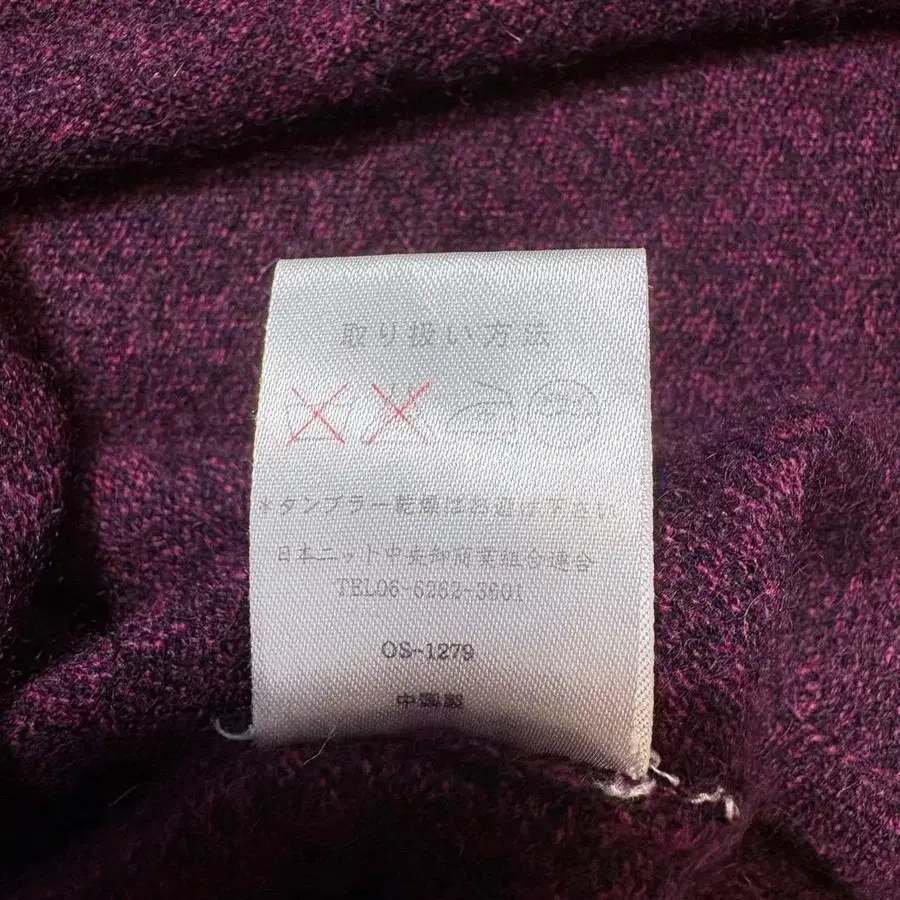 取り扱い方法
＊タンブラー乾燥はお避け下さい
日本ニット中央卸商業組合連合
TEL06-6262-3601
OS-1279
中国製